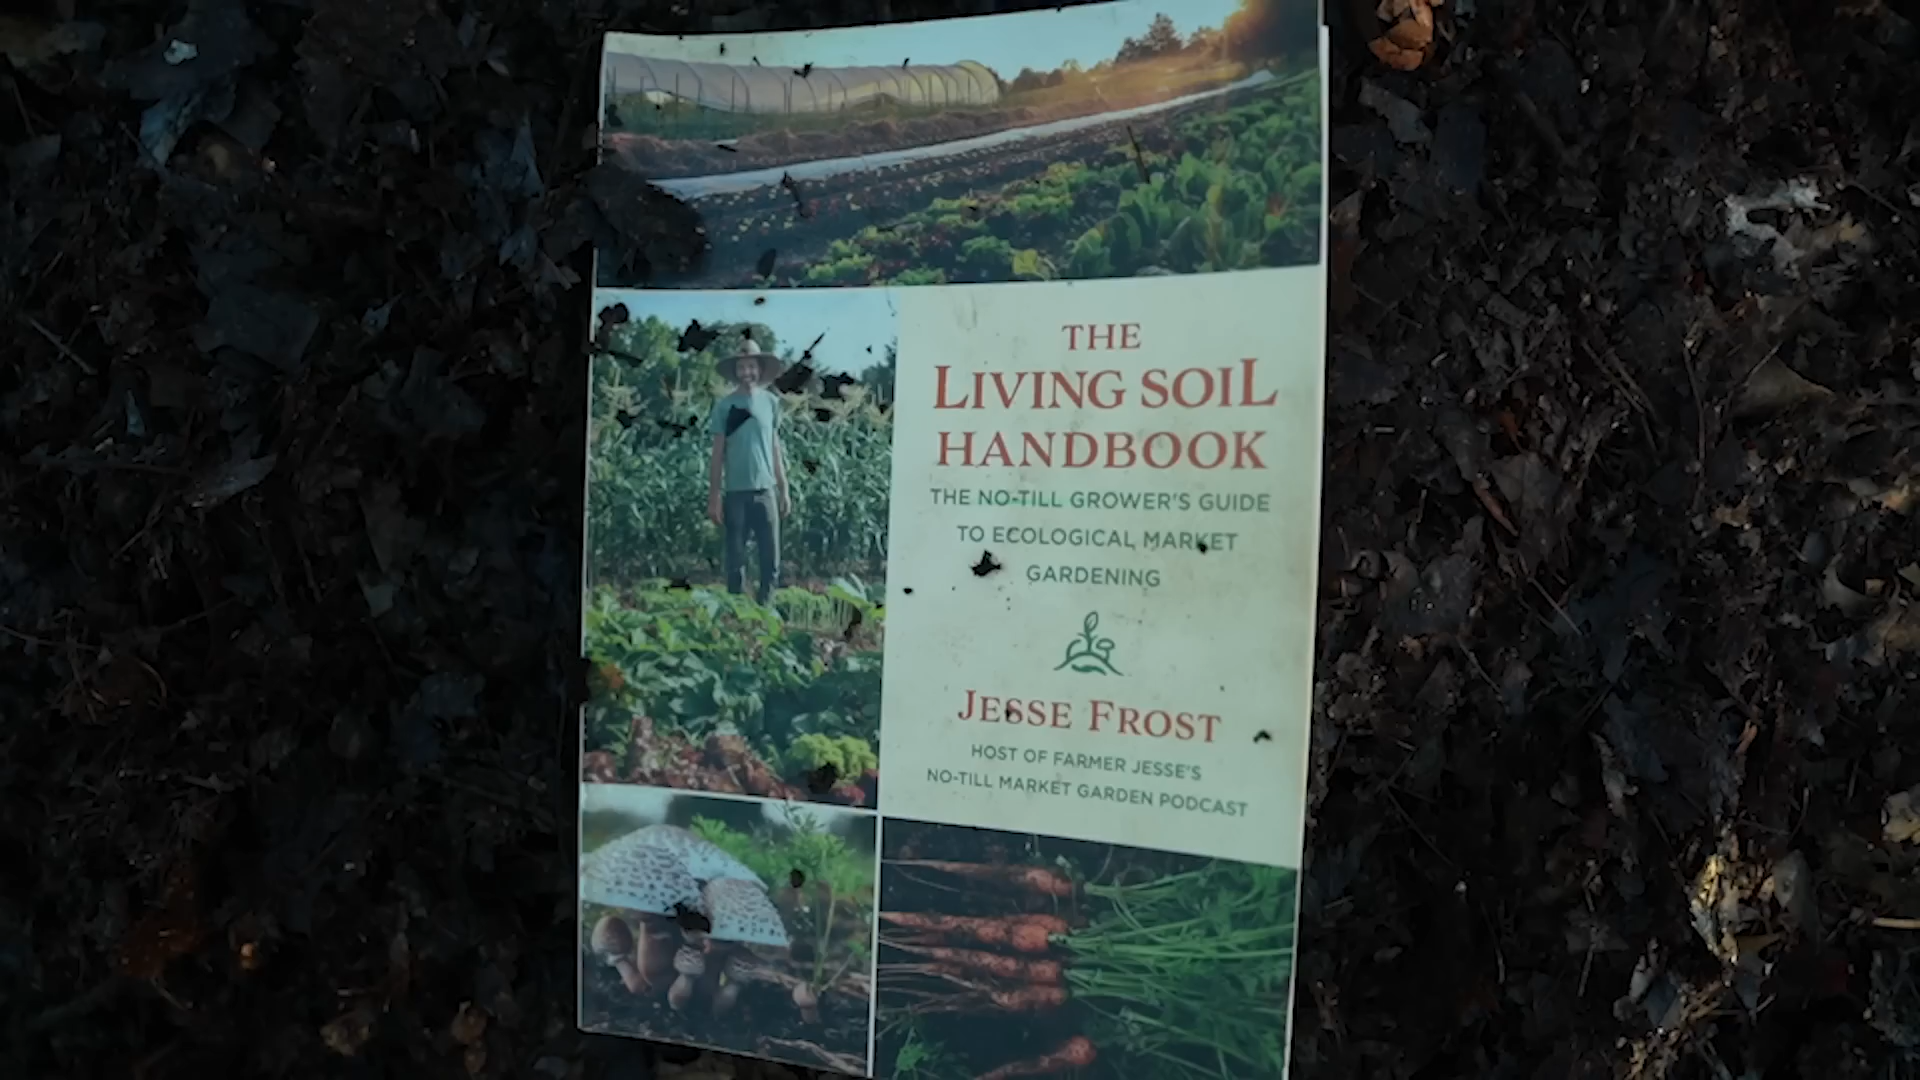 THE
LIVING SOIL
HANDBOOK
THE NO-TILL GROWER'S GUIDE
TO ECOLOGICAL MARKET
GARDENING
JESSE FROST
HOST OF FARMER JESSE'S
NO-TILL MARKET GARDEN PODCAST